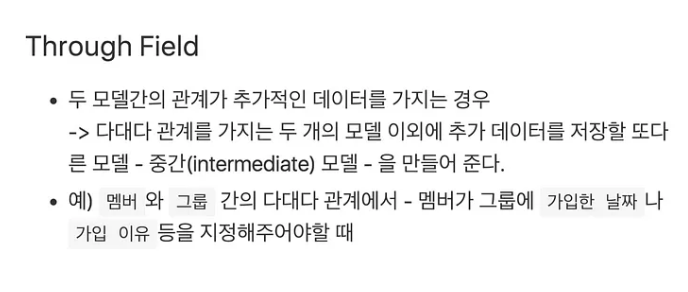 Through Field
• 두 모델간의 관계가 추가적인 데이터를 가지는 경우
-> 다대다 관계를 가지는 두 개의 모델 이외에 추가 데이터를 저장할 또다
른 모델 - 중간(intermediate) 모델 - 을 만들어 준다.
• 예) 멤버 와 그룹 간의 다대다 관계에서 - 멤버가 그룹에 가입한 날짜 나
가입 이유 등을 지정해주어야할 때